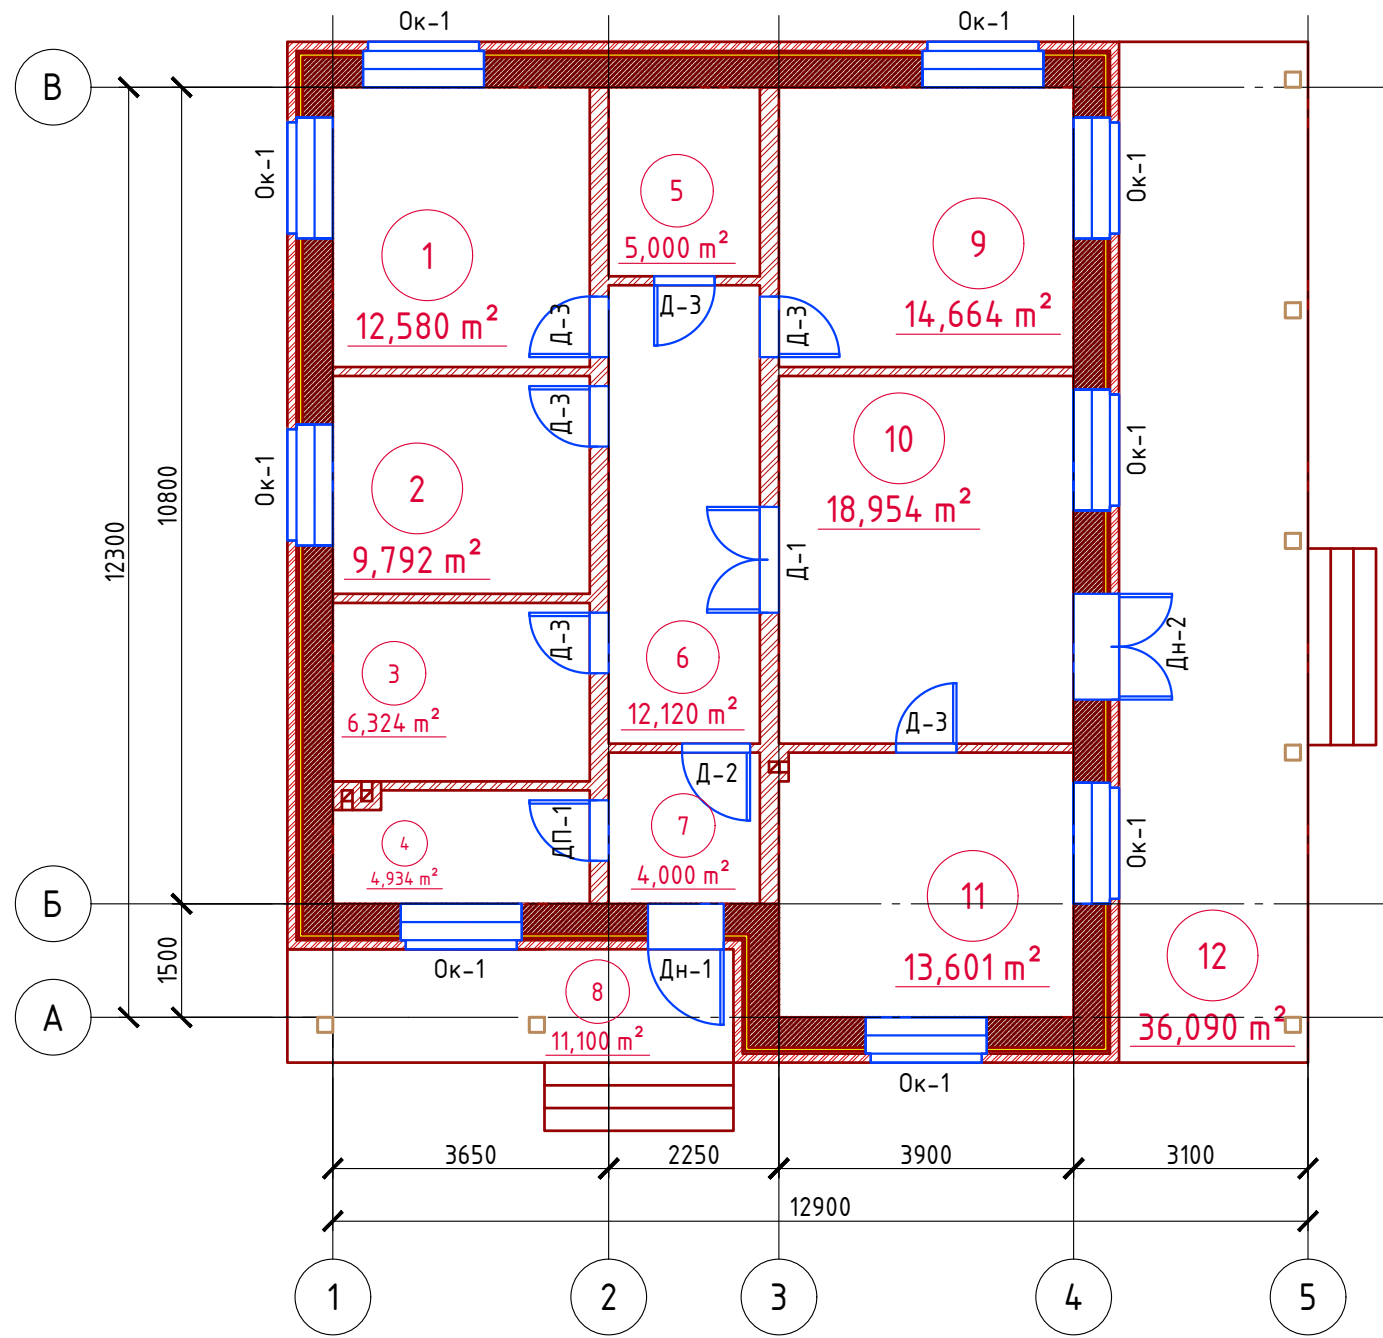 Ок-1
Ок-1
В
Ок-1
Ок-1
5
5,000 m²
1
12,580 m²
9
14,664 m²
Д-3
Д-3
Д-3
Д-3
10
18,954 m²
Ок-1
Ок-1
2
9,792 m²
10800
12300
Д-1
Д-3
Дн-2
6
12,120 m²
3
6,324 m²
Д-3
Д-2
7
4,000 m²
ДП-1
4
4,934 m²
Ок-1
Б
11
13,601 m²
1500
Ок-1
Дн-1
8
11,100 m²
12
36,090 m²
А
Ок-1
3650
2250
3900
3100
12900
1
2
3
4
5